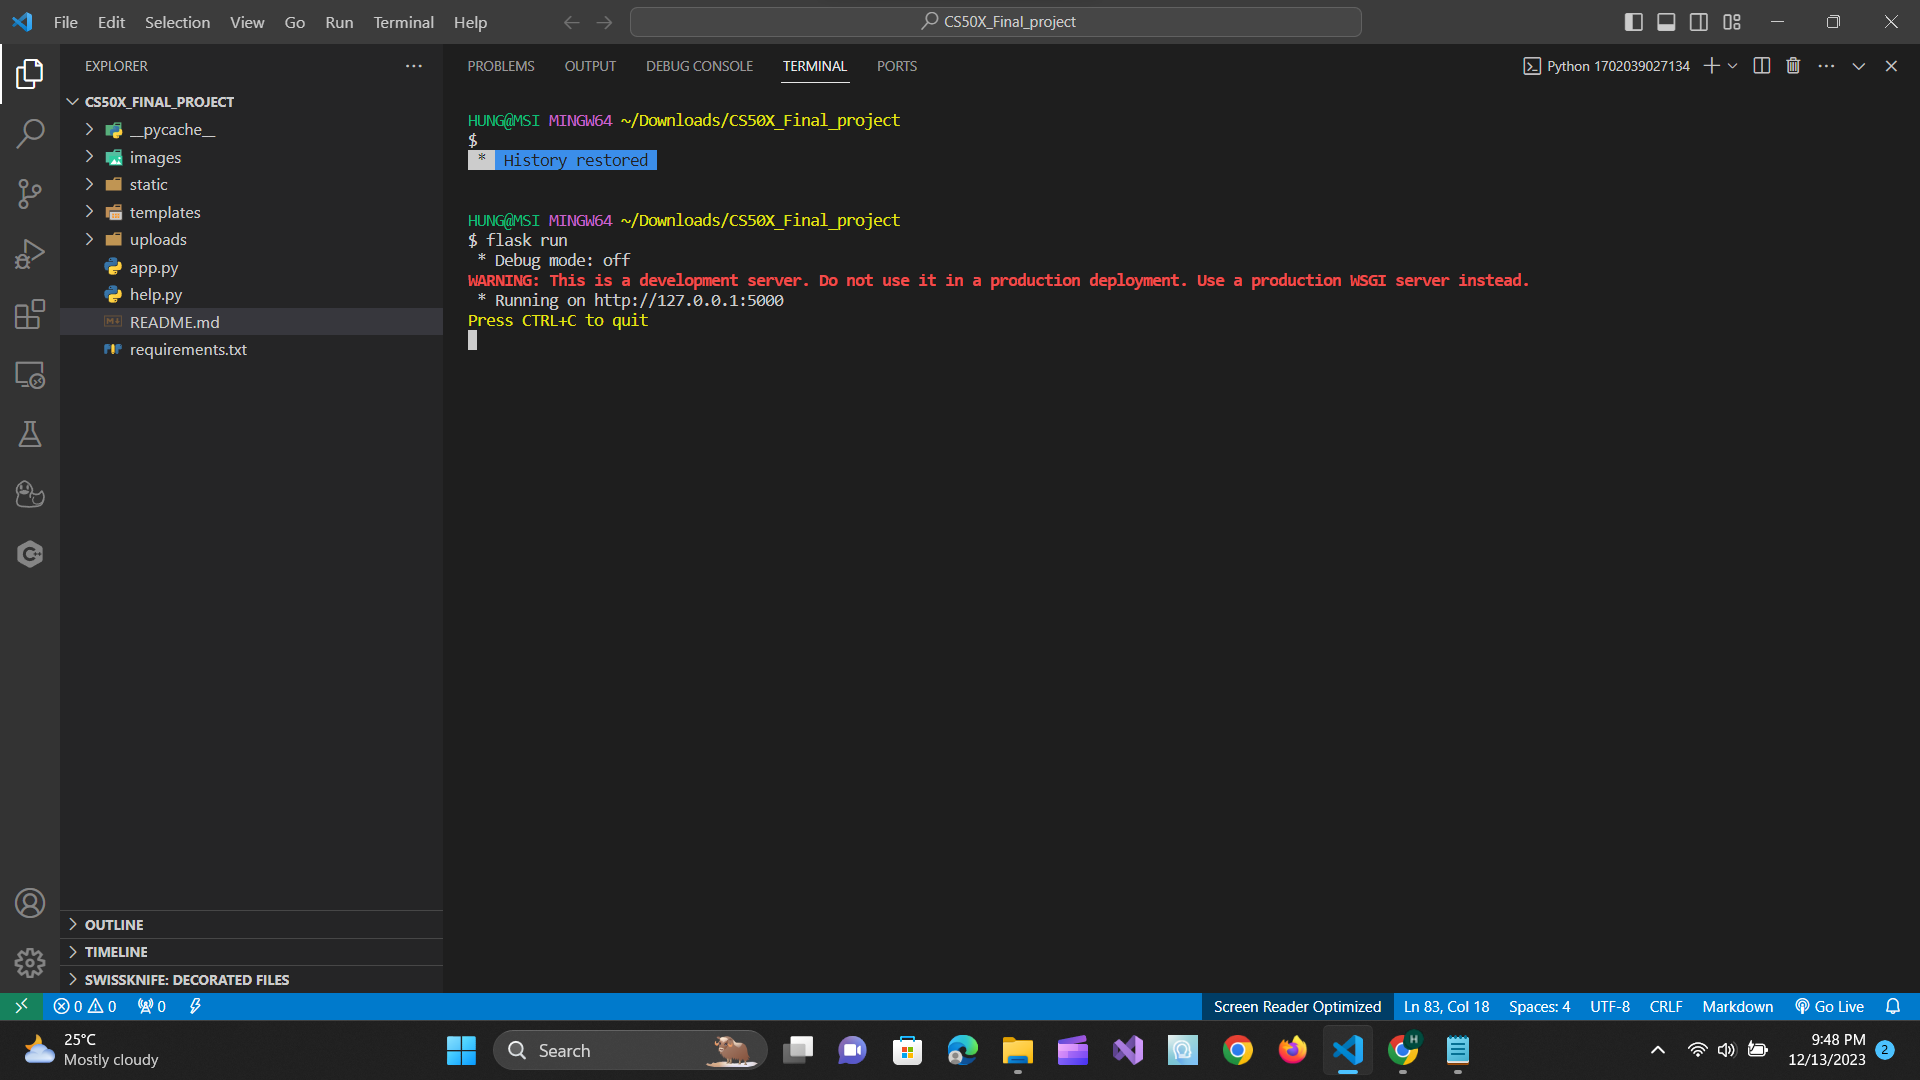 File Edit Selection View Go Run Terminal Help
CS50X_Final_project
EXPLORER
CS50X_FINAL_PROJECT
__pycache__
images
static
templates
uploads
app.py
help.py
README.md
requirements.txt
OUTLINE
TIMELINE
SWISSKNIFE: DECORATED FILES
PROBLEMS OUTPUT DEBUG CONSOLE TERMINAL PORTS
Python 1702039027134
HUNG@MSI MINGW64 ~/Downloads/CS50X_Final_project
$
* History restored
HUNG@MSI MINGW64 ~/Downloads/CS50X_Final_project
$ flask run
* Debug mode: off
WARNING: This is a development server. Do not use it in a production deployment. Use a production WSGI server instead.
* Running on http://127.0.0.1:5000
Press CTRL+C to quit
0 0 0
Screen Reader Optimized Ln 83, Col 18 Spaces: 4 UTF-8 CRLF Markdown Go Live
25°C
Mostly cloudy
Search
H
9:48 PM
12/13/2023
2